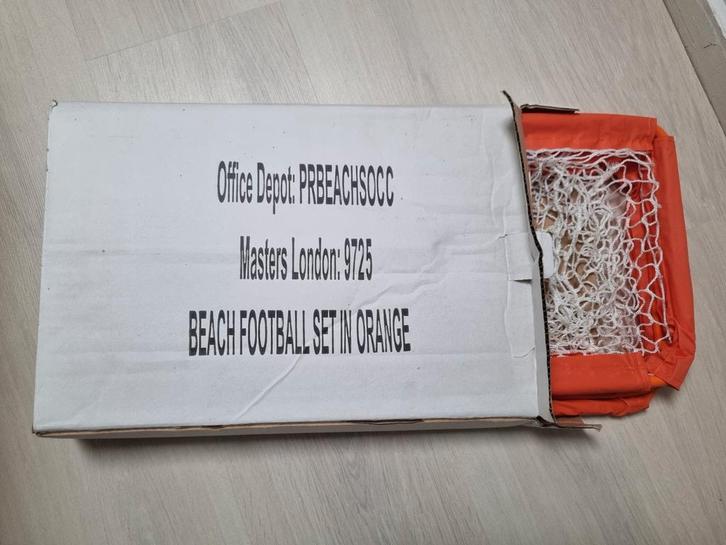 Office Depot: PRBEACHSOCC
Masters London: 9725
BEACH FOOTBALL SET IN ORANGE